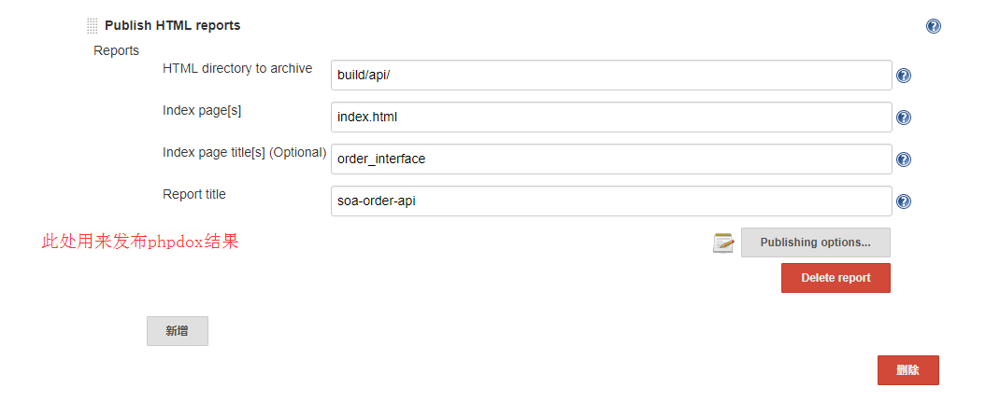 Publish HTML reports
Reports
HTML directory to archive
build/api/
Index page[s]
index.html
Index page title[s] (Optional)
order_interface
Report title
soa-order-api
此处用来发布phpdox结果
Publishing options...
Delete report
新增
删除